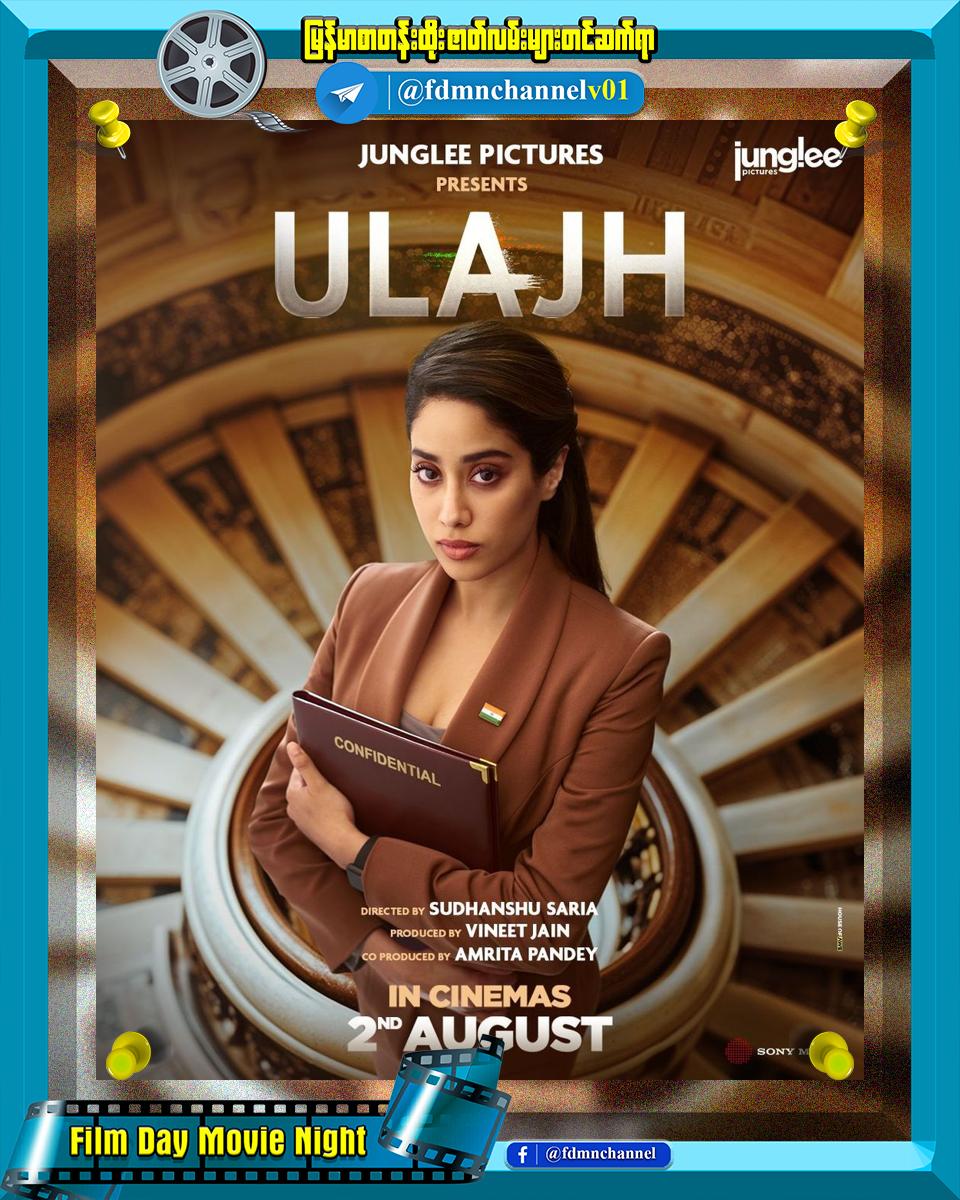 မြန်မာစာတန်းထိုးဇာတ်လမ်းများတင်ဆက်ရာ
@fdmnchannelv01
JUNGLEE PICTURES
junglee
PICTURES
PRESENTS
ULAJH
CONFIDENTIAL
DIRECTED BY SUDHANSHU SARIA
PRODUCED BY VINEET JAIN
CO PRODUCED BY AMRITA PANDEY
IN CINEMAS
2ND AUGUST
SONY M
Film Day Movie Night
@fdmnchannel